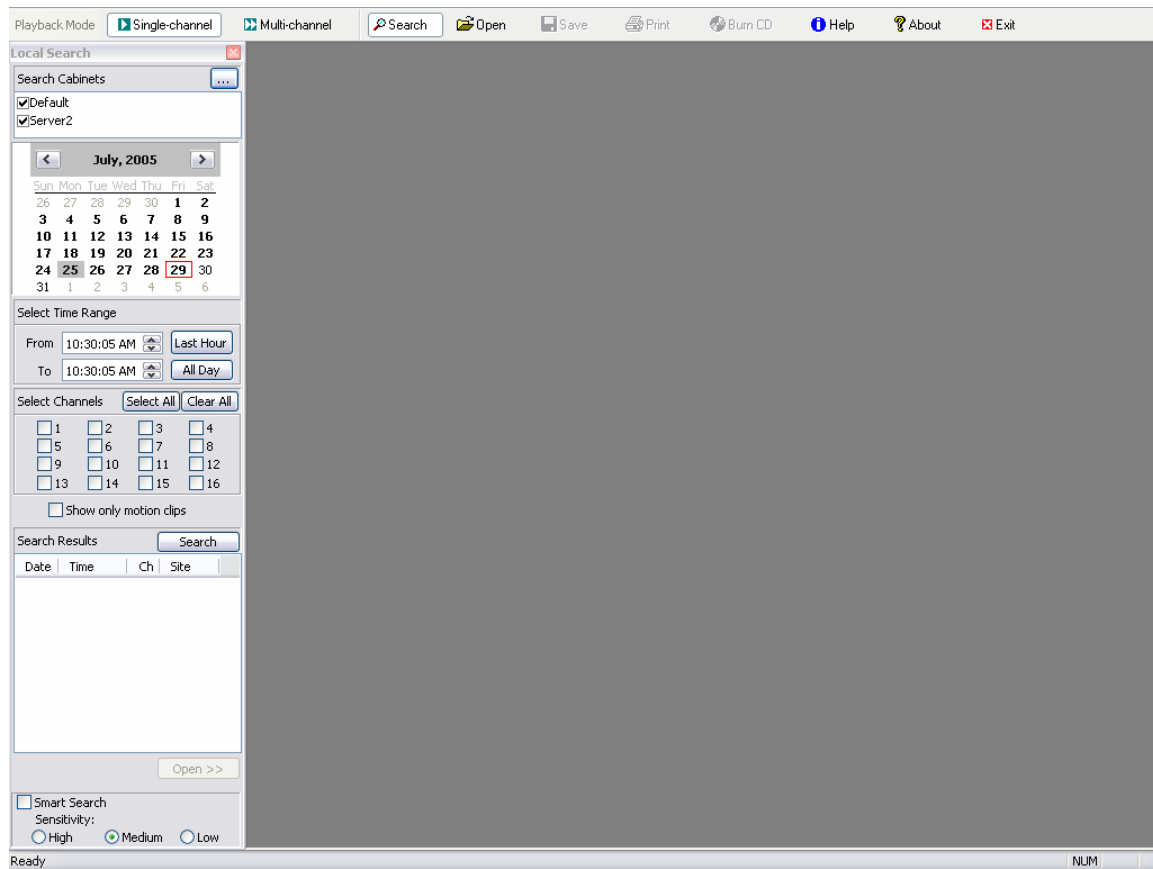 Playback Mode Single-channel Multi-channel Search Open Save Print Burn CD Help About Exit
Local Search
Search Cabinets ...
Default
Server2
July, 2005
Sun Mon Tue Wed Thu Fri Sat
26 27 28 29 30 1 2
3 4 5 6 7 8 9
10 11 12 13 14 15 16
17 18 19 20 21 22 23
24 25 26 27 28 29 30
31 1 2 3 4 5 6
Select Time Range
From 10:30:05 AM Last Hour
To 10:30:05 AM All Day
Select Channels Select All Clear All
1 2 3 4
5 6 7 8
9 10 11 12
13 14 15 16
Show only motion clips
Search Results Search
Date Time Ch Site
Open >>
Smart Search
Sensitivity:
High Medium Low
Ready NUM